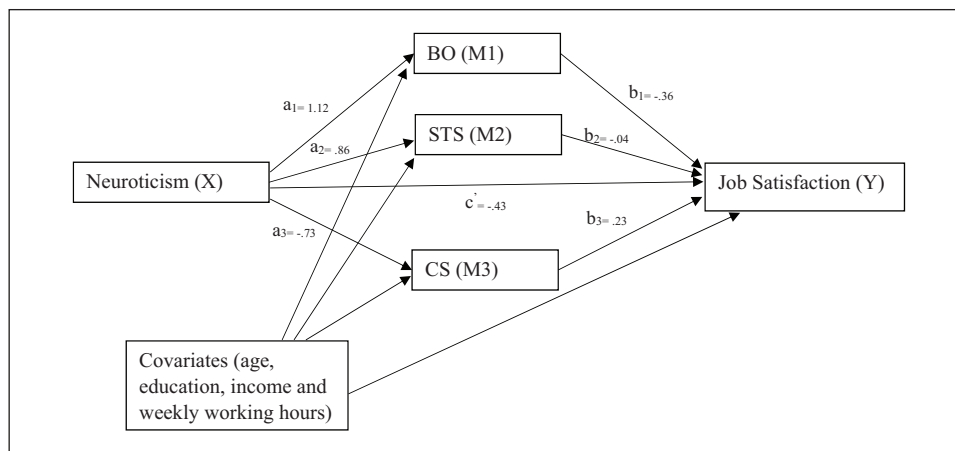 BO (M1)
a1= 1.12
b1= -.36
a2= .86
STS (M2)
b2= -.04
Neuroticism (X)
c'= -.43
Job Satisfaction (Y)
a3= -.73
b3= .23
CS (M3)
Covariates (age,
education, income and
weekly working hours)